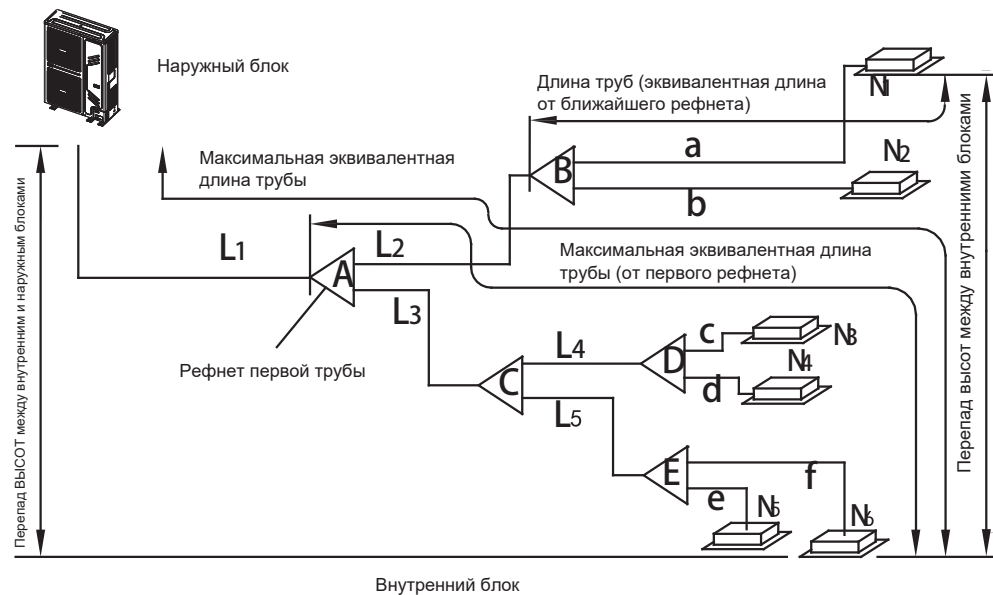 Наружный блок
Длина труб (эквивалентная длина
от ближайшего рефнета)
N1
a
B
N2
b
Максимальная эквивалентная
длина трубы
L1
L2
A
L3
Максимальная эквивалентная длина
трубы (от первого рефнета)
Рефнет первой трубы
c
N3
L4
D
N4
d
C
L5
E
f
e
N5
N6
Перепад ВЫСОТ между внутренним и наружным блоками
Перепад высот между внутренними блоками
Внутренний блок